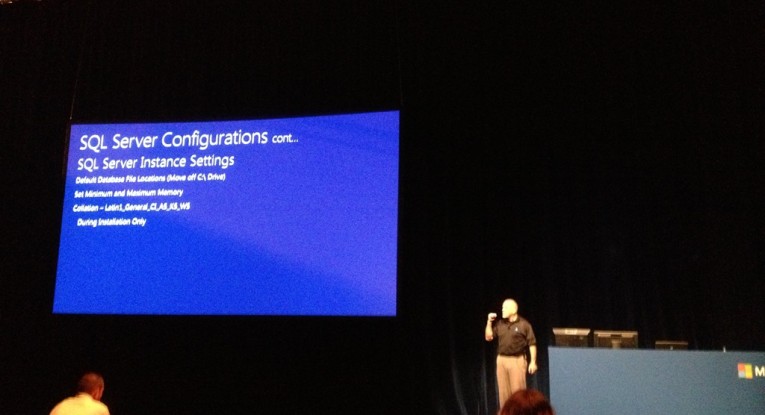 SQL Server Configurations cont...
SQL Server Instance Settings
Default Database File Locations (Move off C:\ Drive)
Set Minimum and Maximum Memory
Collation – Latin1_General_CI_AS_KS_WS
During Installation Only
M